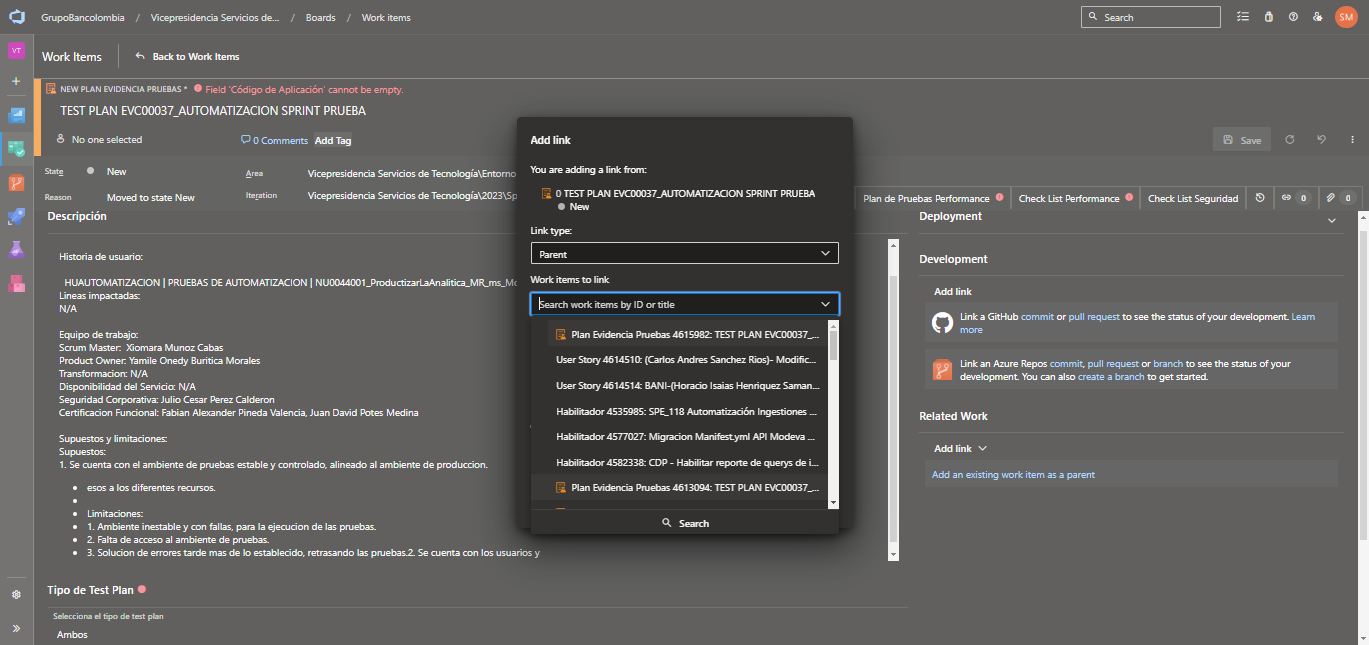 GrupoBancolombia / Vicepresidencia Servicios de... / Boards / Work items
Search
SM
VT
Work Items
Back to Work Items
NEW PLAN EVIDENCIA PRUEBAS * Field 'Código de Aplicación' cannot be empty.
TEST PLAN EVC00037_AUTOMATIZACION SPRINT PRUEBA
No one selected
0 Comments
Add Tag
Save
State
New
Area
Vicepresidencia Servicios de Tecnología\Entorno
Reason
Moved to state New
Iteration
Vicepresidencia Servicios de Tecnología\2023\Sp
Plan de Pruebas Performance
Check List Performance
Check List Seguridad
0
0
Descripción
Historia de usuario:
HUAUTOMATIZACION | PRUEBAS DE AUTOMATIZACION | NU0044001_ProductizarLaAnalitica_MR_ms_Mo
Lineas impactadas:
N/A
Equipo de trabajo:
Scrum Master: Xiomara Munoz Cabas
Product Owner: Yamile Onedy Buritica Morales
Transformacion: N/A
Disponibilidad del Servicio: N/A
Seguridad Corporativa: Julio Cesar Perez Calderon
Certificacion Funcional: Fabian Alexander Pineda Valencia, Juan David Potes Medina
Supuestos y limitaciones:
Supuestos:
1. Se cuenta con el ambiente de pruebas estable y controlado, alineado al ambiente de produccion.
esos a los diferentes recursos.
Limitaciones:
1. Ambiente inestable y con fallas, para la ejecucion de las pruebas.
2. Falta de acceso al ambiente de pruebas.
3. Solucion de errores tarde mas de lo establecido, retrasando las pruebas.2. Se cuenta con los usuarios y
Tipo de Test Plan
Selecciona el tipo de test plan
Ambos
Add link
You are adding a link from:
0 TEST PLAN EVC00037_AUTOMATIZACION SPRINT PRUEBA
New
Link type:
Parent
Work items to link
Search work items by ID or title
Plan Evidencia Pruebas 4615982: TEST PLAN EVC00037_...
User Story 4614510: (Carlos Andres Sanchez Rios)- Modific...
User Story 4614514: BANI-(Horacio Isaias Henriquez Saman...
Habilitador 4535985: SPE_118 Automatización Ingestiones ...
Habilitador 4577027: Migracion Manifest.yml API Modeva ...
Habilitador 4582338: CDP - Habilitar reporte de querys de i...
Plan Evidencia Pruebas 4613094: TEST PLAN EVC00037_...
Search
Deployment
Development
Add link
Link a GitHub commit or pull request to see the status of your development. Learn
more
Link an Azure Repos commit, pull request or branch to see the status of your
development. You can also create a branch to get started.
Related Work
Add link
Add an existing work item as a parent